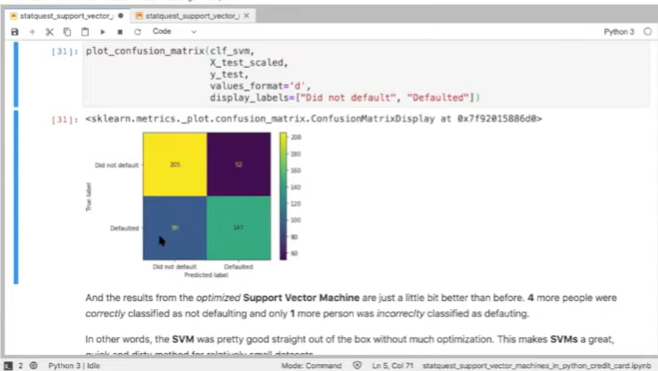 statquest_support_vector_
statquest_support_vector_
Code
Python 3
[31]: plot_confusion_matrix(clf_svm,
X_test_scaled,
y_test,
values_format='d',
display_labels=["Did not default", "Defaulted"])
[31]: <sklearn.metrics._plot.confusion_matrix.ConfusionMatrixDisplay at 0x7f92015886d0>
Did not default
Defaulted
True label
205
52
147
Did not default
Defaulted
Predicted label
200
180
160
140
120
100
80
60
And the results from the optimized Support Vector Machine are just a little bit better than before. 4 more people were
correctly classified as not defaulting and only 1 more person was incorreclty classified as defauting.
In other words, the SVM was pretty good straight out of the box without much optimization. This makes SVMs a great,
quick and dirty method for relatively small datasets.
2
Python 3 | Idle
Mode: Command
Ln 5, Col 71
statquest_support_vector_machines_in_python_credit_card.ipynb